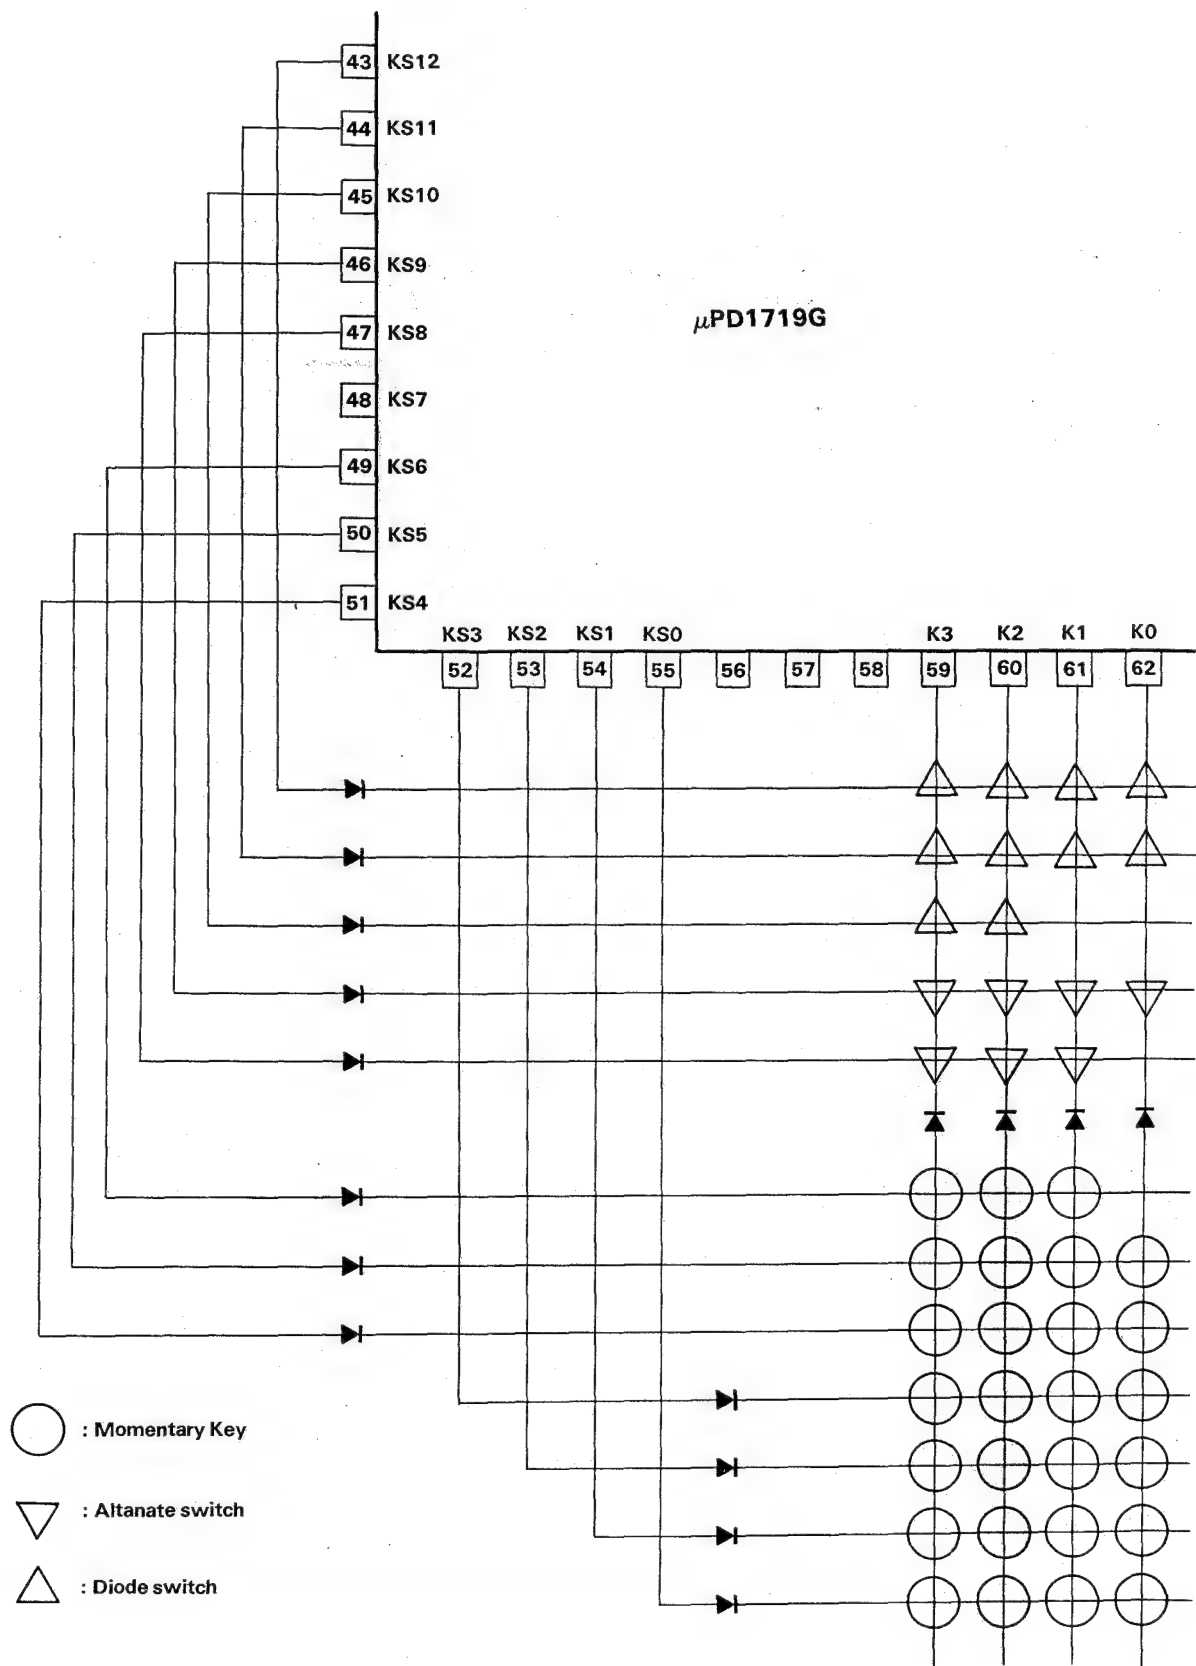 43 KS12
44 KS11
45 KS10
46 KS9
μPD1719G
47 KS8
48 KS7
49 KS6
50 KS5
51 KS4
KS3 KS2 KS1 KS0 K3 K2 K1 K0
52 53 54 55 56 57 58 59 60 61 62
: Momentary Key
: Altanate switch
: Diode switch